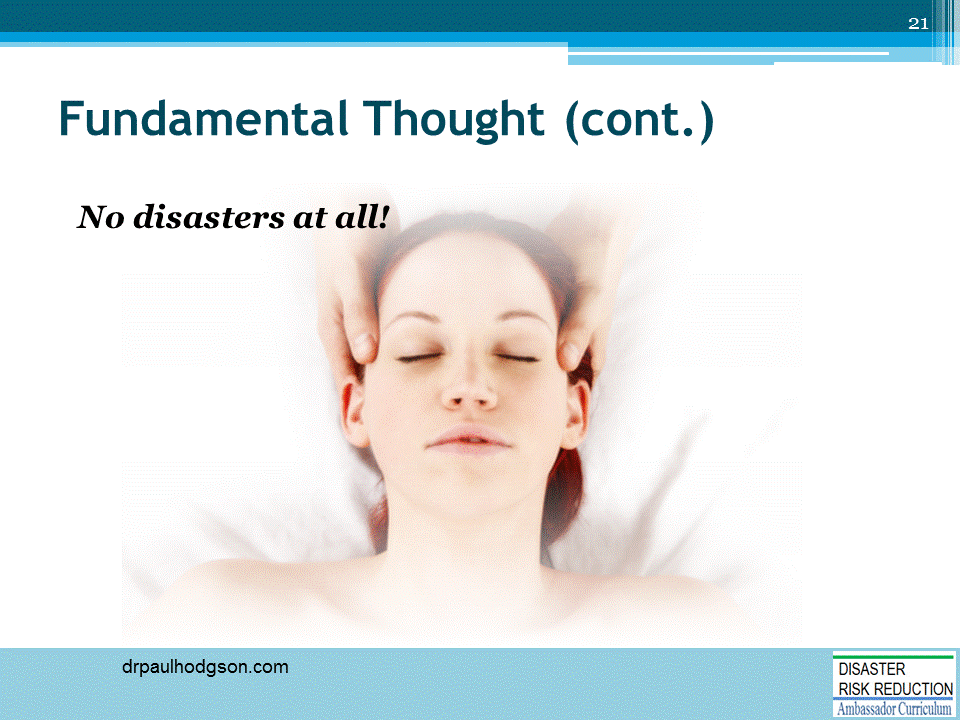 21
Fundamental Thought (cont.)
No disasters at all!
drpaulhodgson.com
DISASTER
RISK REDUCTION
Ambassador Curriculum